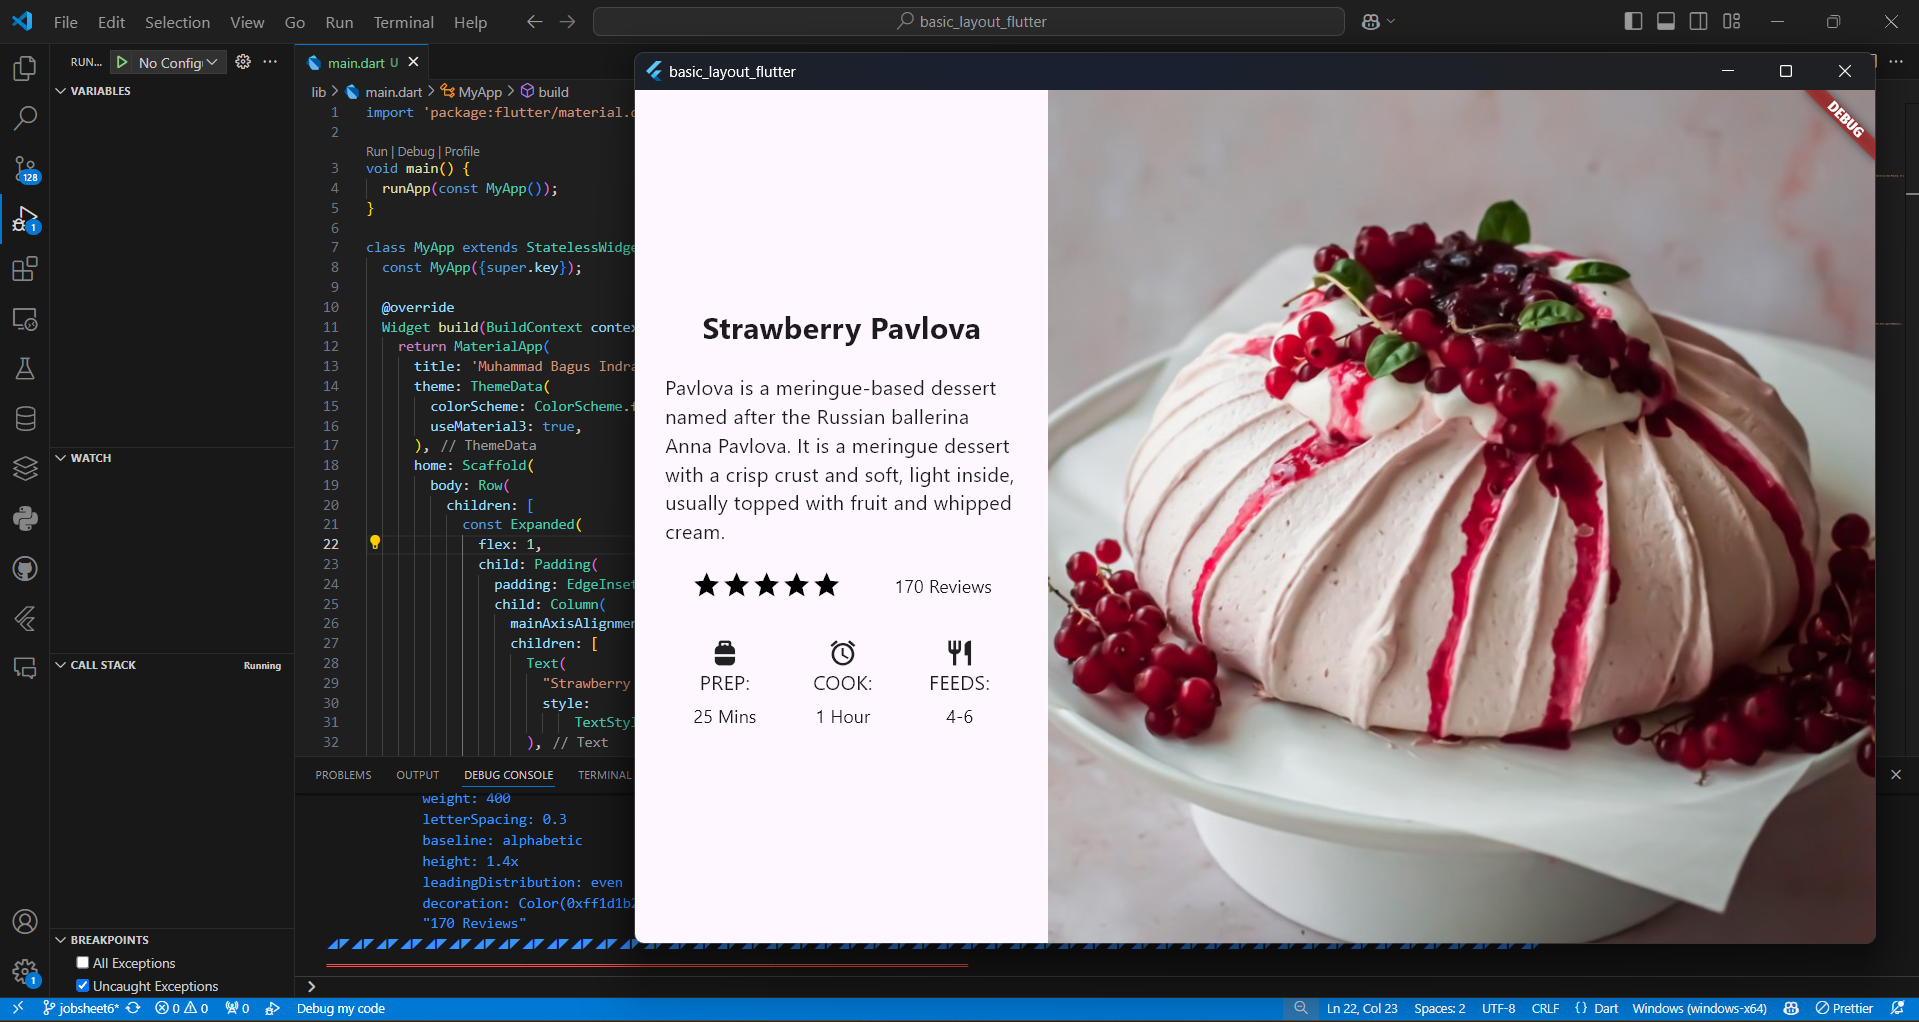 File Edit Selection View Go Run Terminal Help
basic_layout_flutter
RUN... No Config
main.dart U
VARIABLES
WATCH
CALL STACK
Running
BREAKPOINTS
All Exceptions
Uncaught Exceptions
128
1
1
lib > main.dart > MyApp > build
1 import 'package:flutter/material.
2
Run | Debug | Profile
3 void main() {
4 runApp(const MyApp());
5 }
6
7 class MyApp extends StatelessWidge
8 const MyApp({super.key});
9
10 @override
11 Widget build(BuildContext contex
12 return MaterialApp(
13 title: 'Muhammad Bagus Indra
14 theme: ThemeData(
15 colorScheme: ColorScheme.f
16 useMaterial3: true,
17 ), // ThemeData
18 home: Scaffold(
19 body: Row(
20 children: [
21 const Expanded(
22 flex: 1,
23 child: Padding(
24 padding: EdgeInset
25 child: Column(
26 mainAxisAlignmen
27 children: [
28 Text(
29 "Strawberry
30 style:
31 TextStyl
32 ), // Text
PROBLEMS OUTPUT DEBUG CONSOLE TERMINAL
weight: 400
letterSpacing: 0.3
baseline: alphabetic
height: 1.4x
leadingDistribution: even
decoration: Color(0xff1d1b2
"170 Reviews"
basic_layout_flutter
DEBUG
Strawberry Pavlova
Pavlova is a meringue-based dessert
named after the Russian ballerina
Anna Pavlova. It is a meringue dessert
with a crisp crust and soft, light inside,
usually topped with fruit and whipped
cream.
170 Reviews
PREP: COOK: FEEDS:
25 Mins 1 Hour 4-6
jobsheet6* 0 0 0 Debug my code
Ln 22, Col 23 Spaces: 2 UTF-8 CRLF {} Dart Windows (windows-x64) Prettier